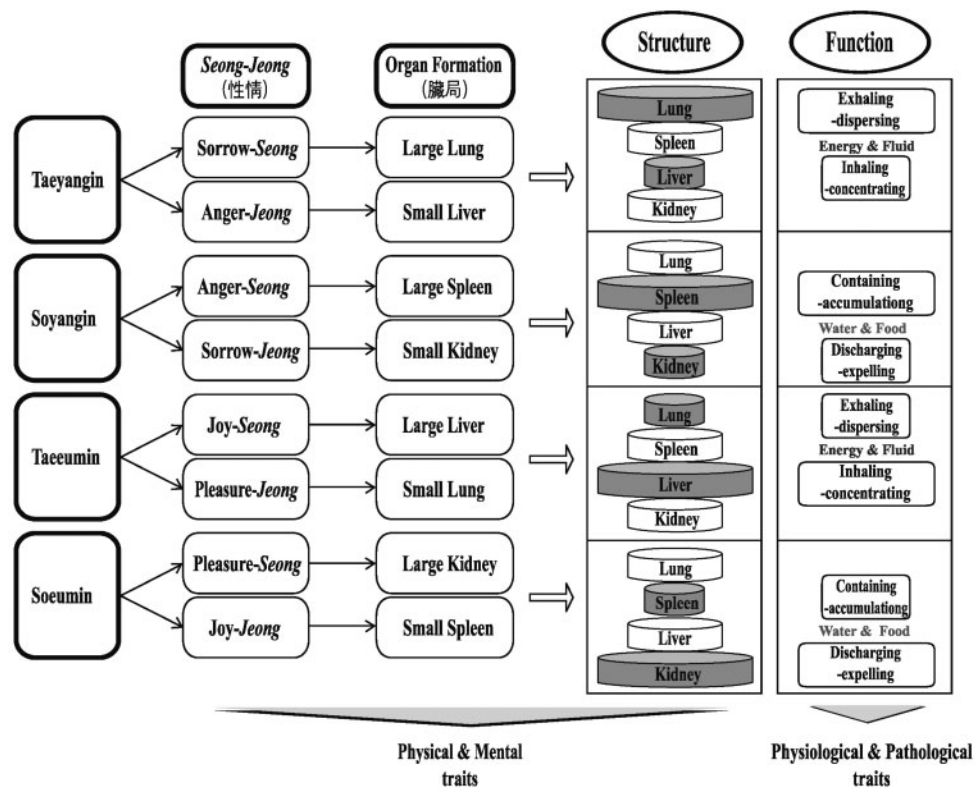 Seong-Jeong
(性情)
Organ Formation
(臟局)
Structure
Function
Taeyangin
Sorrow-Seong
Large Lung
Anger-Jeong
Small Liver
Lung
Spleen
Liver
Kidney
Exhaling
-dispersing
Energy & Fluid
Inhaling
-concentrating
Soyangin
Anger-Seong
Large Spleen
Sorrow-Jeong
Small Kidney
Lung
Spleen
Liver
Kidney
Containing
-accumulationg
Water & Food
Discharging
-expelling
Taeeumin
Joy-Seong
Large Liver
Pleasure-Jeong
Small Lung
Lung
Spleen
Liver
Kidney
Exhaling
-dispersing
Energy & Fluid
Inhaling
-concentrating
Soeumin
Pleasure-Seong
Large Kidney
Joy-Jeong
Small Spleen
Lung
Spleen
Liver
Kidney
Containing
-accumulationg
Water & Food
Discharging
-expelling
Physical & Mental
traits
Physiological & Pathological
traits